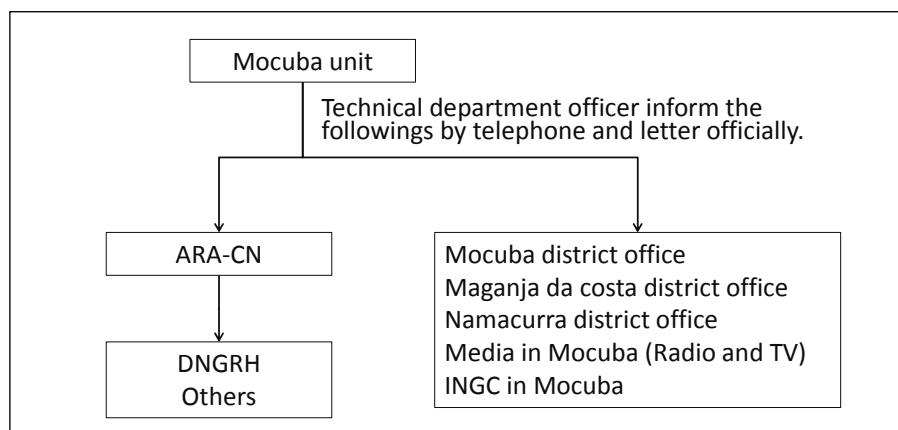 Mocuba unit
Technical department officer inform the
followings by telephone and letter officially.
ARA-CN
DNGRH
Others
Mocuba district office
Maganja da costa district office
Namacurra district office
Media in Mocuba (Radio and TV)
INGC in Mocuba